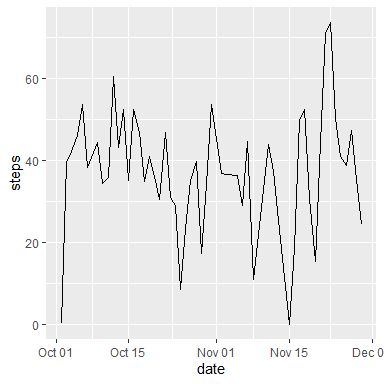 steps
60
40
20
0
Oct 01
Oct 15
Nov 01
Nov 15
Dec 0
date